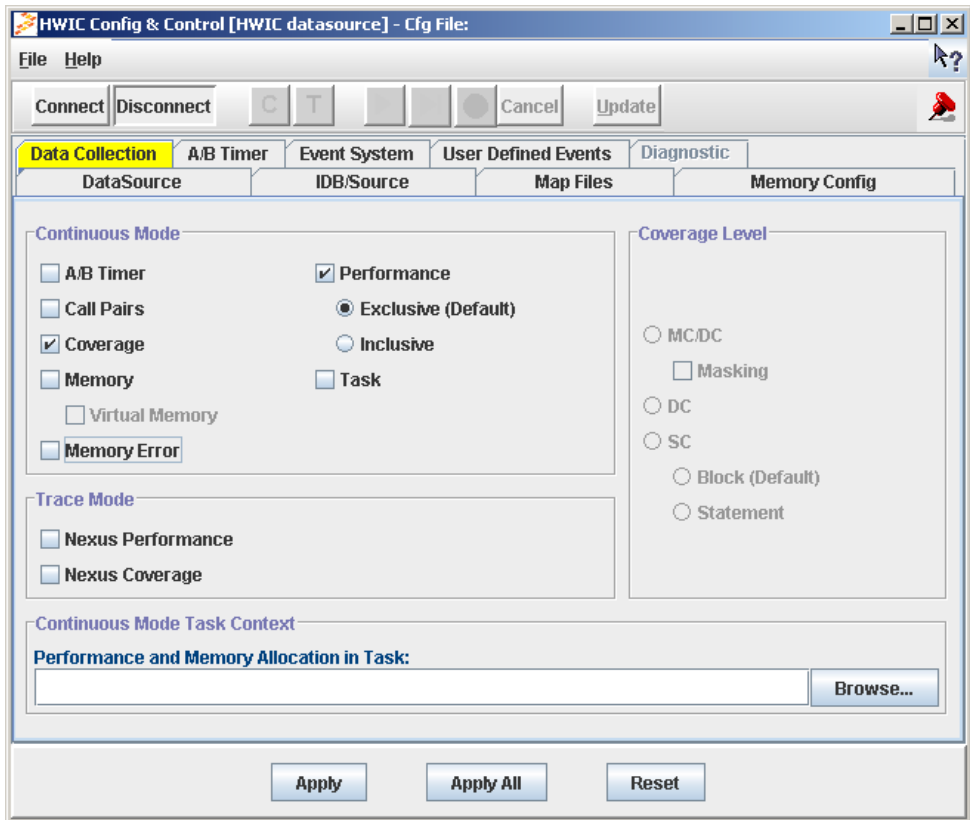 HWIC Config & Control [HWIC datasource] - Cfg File:
File Help
Connect Disconnect C T Cancel Update
Data Collection A/B Timer Event System User Defined Events Diagnostic
DataSource IDB/Source Map Files Memory Config
Continuous Mode
A/B Timer
Call Pairs
Coverage
Memory
Virtual Memory
Memory Error
Performance
Exclusive (Default)
Inclusive
Task
Coverage Level
MC/DC
Masking
DC
SC
Block (Default)
Statement
Trace Mode
Nexus Performance
Nexus Coverage
Continuous Mode Task Context
Performance and Memory Allocation in Task:
Browse...
Apply Apply All Reset